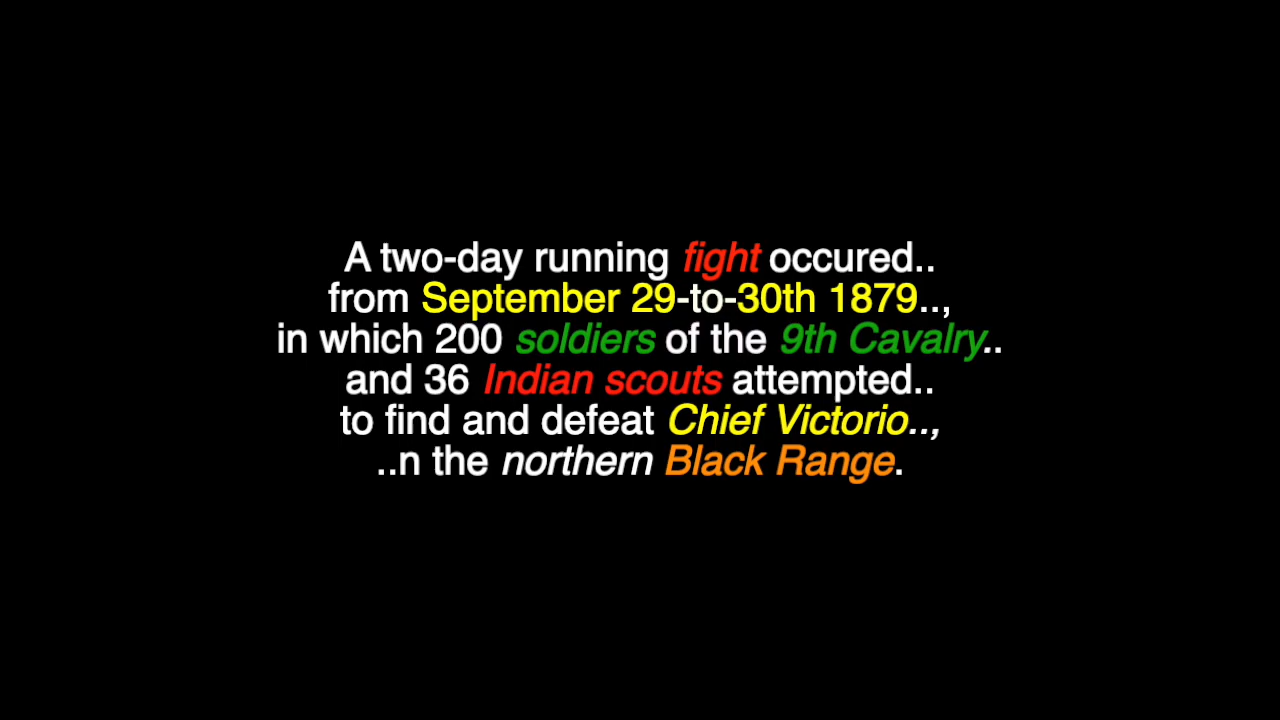 A two-day running fight occured..
from September 29-to-30th 1879..,
in which 200 soldiers of the 9th Cavalry..
and 36 Indian scouts attempted..
to find and defeat Chief Victorio..,
..n the northern Black Range.